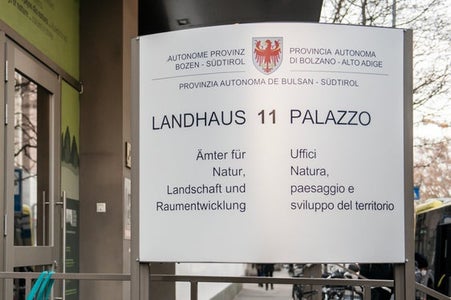 AUTONOME PROVINZ
BOZEN - SÜDTIROL
PROVINCIA AUTONOMA
DI BOLZANO - ALTO ADIGE
PROVINZIA AUTONOMA DE BULSAN - SÜDTIROL
LANDHAUS 11 PALAZZO
Ämter für
Natur,
Landschaft und
Raumentwicklung
Uffici
Natura,
paesaggio e
sviluppo del territorio